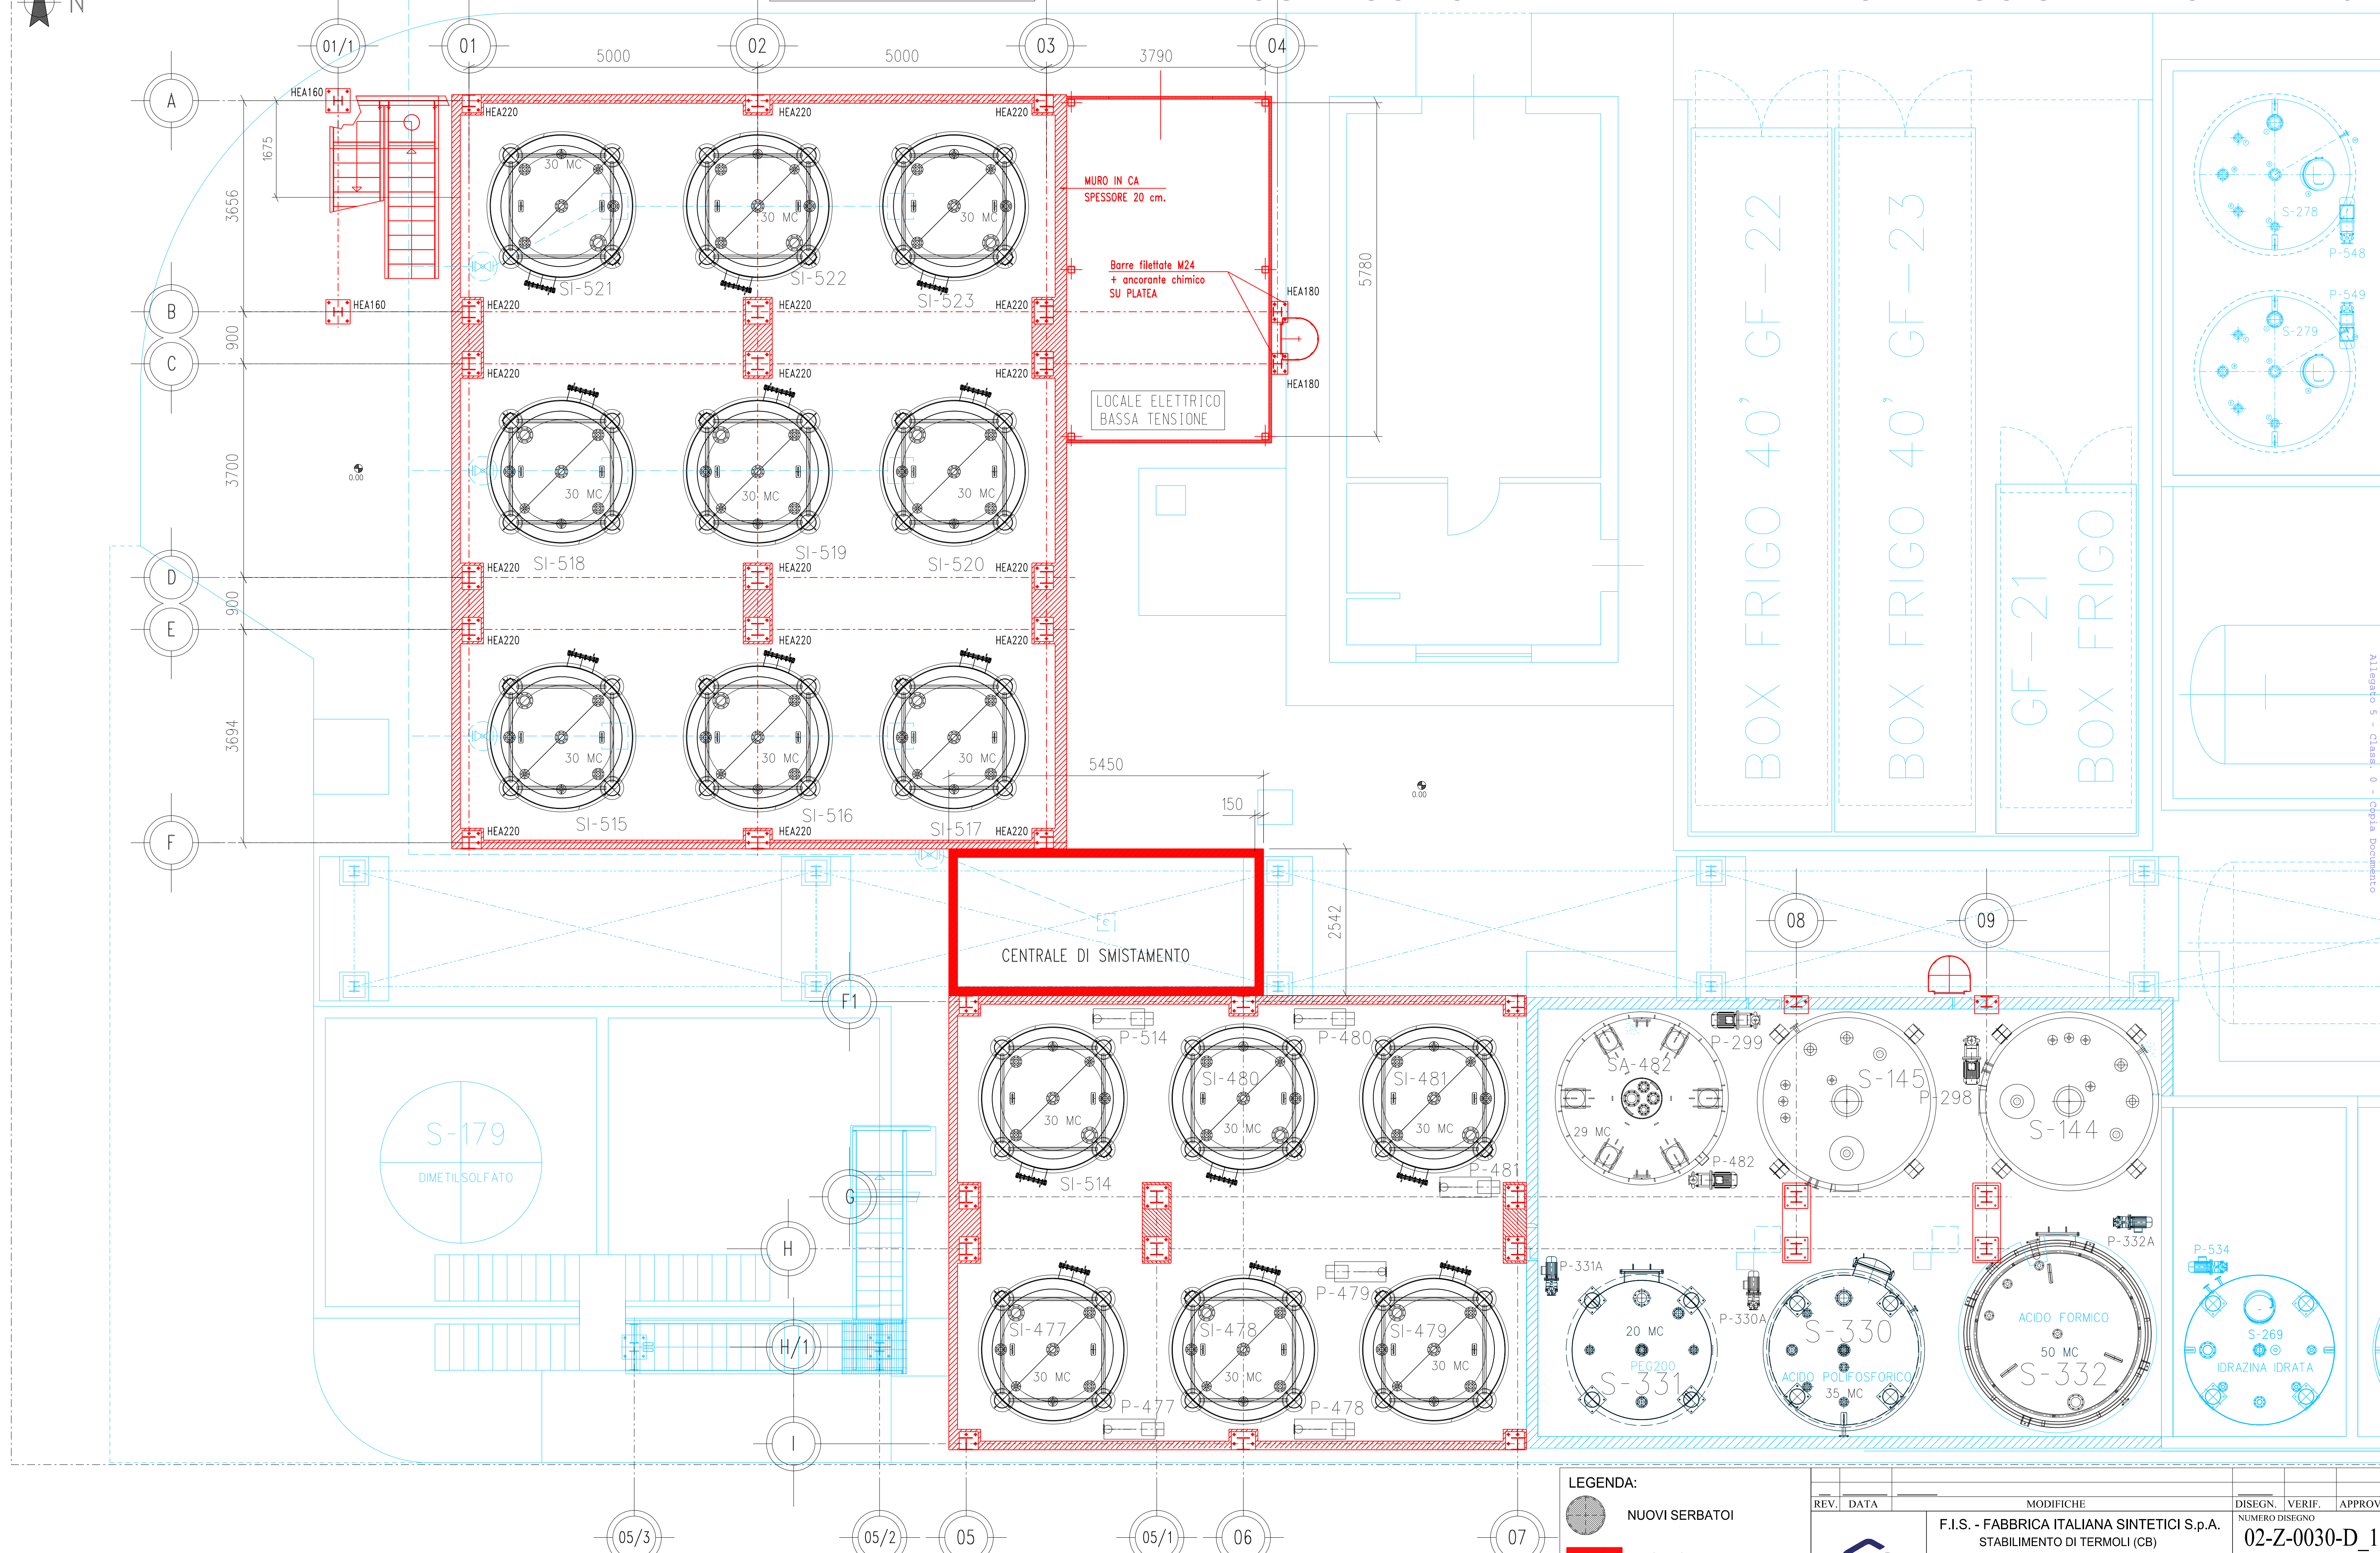 N
01/1
01
02
03
04
5000
5000
3790
A
B
C
D
E
F
3656
900
3700
900
3694
1675
HEA160
HEA160
HEA220
HEA220
HEA220
30 MC
30 MC
30 MC
SI-521
SI-522
SI-523
HEA220
HEA220
HEA220
HEA220
HEA220
HEA220
MURO IN CA
SPESSORE 20 cm.
Barre filettate M24
+ ancorante chimico
SU PLATEA
HEA180
HEA180
5780
LOCALE ELETTRICO
BASSA TENSIONE
0.00
30 MC
30 MC
30 MC
SI-518
SI-519
SI-520
HEA220
HEA220
HEA220
HEA220
HEA220
HEA220
30 MC
30 MC
30 MC
SI-515
SI-516
SI-517
HEA220
HEA220
HEA220
5450
150
0.00
2542
CENTRALE DI SMISTAMENTO
BOX FRIGO 40' GF-22
BOX FRIGO 40' GF-23
GF-21
BOX FRIGO
S-278
P-548
P-549
S-279
Allegato 5 - Class. 0 - Copia Documento
08
09
F1
G
H
H/1
I
S-179
DIMETILSOLFATO
P-514
P-480
SI-480
SI-481
30 MC
30 MC
30 MC
SI-514
P-481
P-479
SI-477
SI-478
SI-479
30 MC
30 MC
30 MC
P-477
P-478
P-299
SA-482
29 MC
P-482
S-145
P-298
S-144
P-331A
P-330A
P-332A
20 MC
PEG200
S-331
S-330
ACIDO POLIFOSFORICO
35 MC
ACIDO FORMICO
50 MC
S-332
P-534
S-269
IDRAZINA IDRATA
05/3
05/2
05
05/1
06
07
LEGENDA:
NUOVI SERBATOI
REV.
DATA
MODIFICHE
DISEGN.
VERIF.
APPROV
F.I.S. - FABBRICA ITALIANA SINTETICI S.p.A.
STABILIMENTO DI TERMOLI (CB)
NUMERO DISEGNO
02-Z-0030-D_1